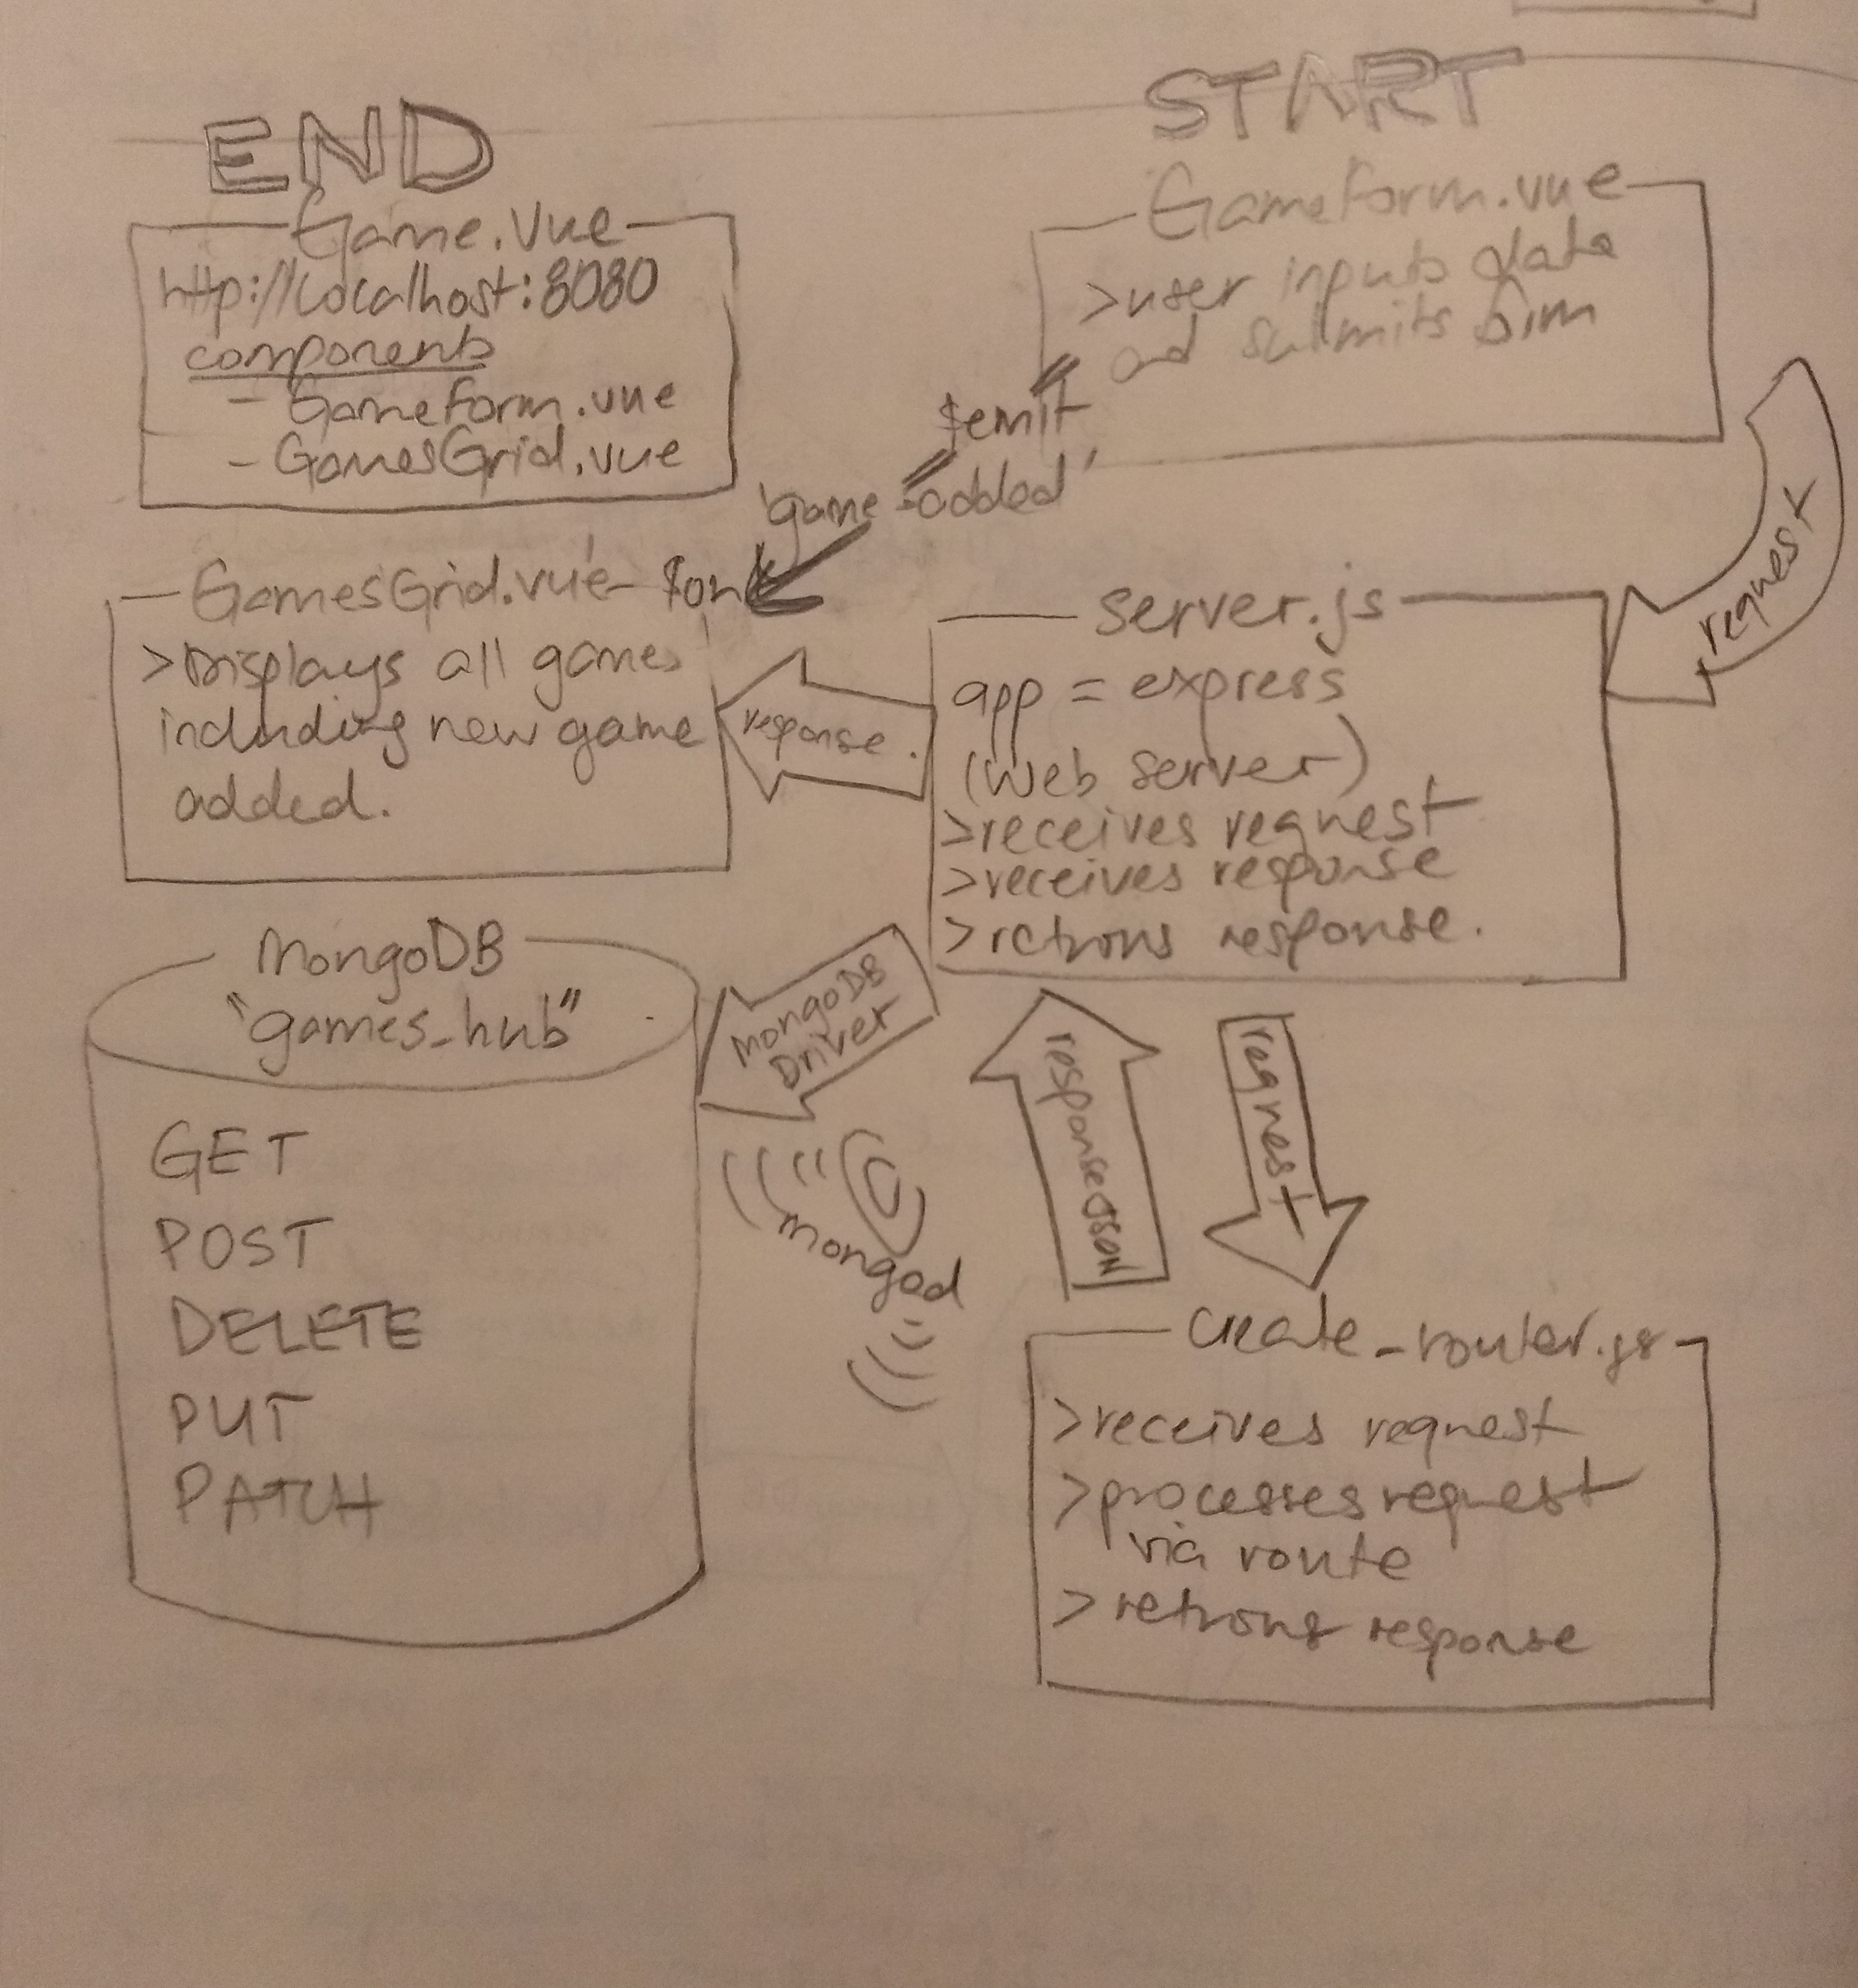 END
Game.vue
http://localhost:8080
components
- GameForm.vue
- GamesGrid.vue
START
GameForm.vue
>user inputs data
and submits form
request
$emit
'game-added'
GamesGrid.vue $on
>Displays all games
including new game
added.
response.
server.js
app = express
(web server)
>receives request
>receives response
>retrons response.
MongoDB
"games_hub"
GET
POST
DELETE
PUT
PATCH
MongoDB
Driver
mongod
response JSON
request
create_router.js
>receives request
>processes request
via route
>retrons response